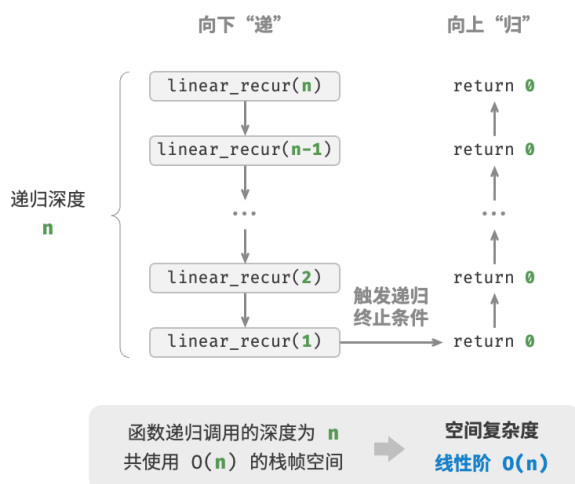 向下“递” 向上“归”
linear_recur(n) return 0
linear_recur(n-1) return 0
递归深度
n
... ...
linear_recur(2) return 0
触发递归
终止条件
linear_recur(1) return 0
函数递归调用的深度为 n
共使用 O(n) 的栈帧空间
空间复杂度
线性阶 O(n)